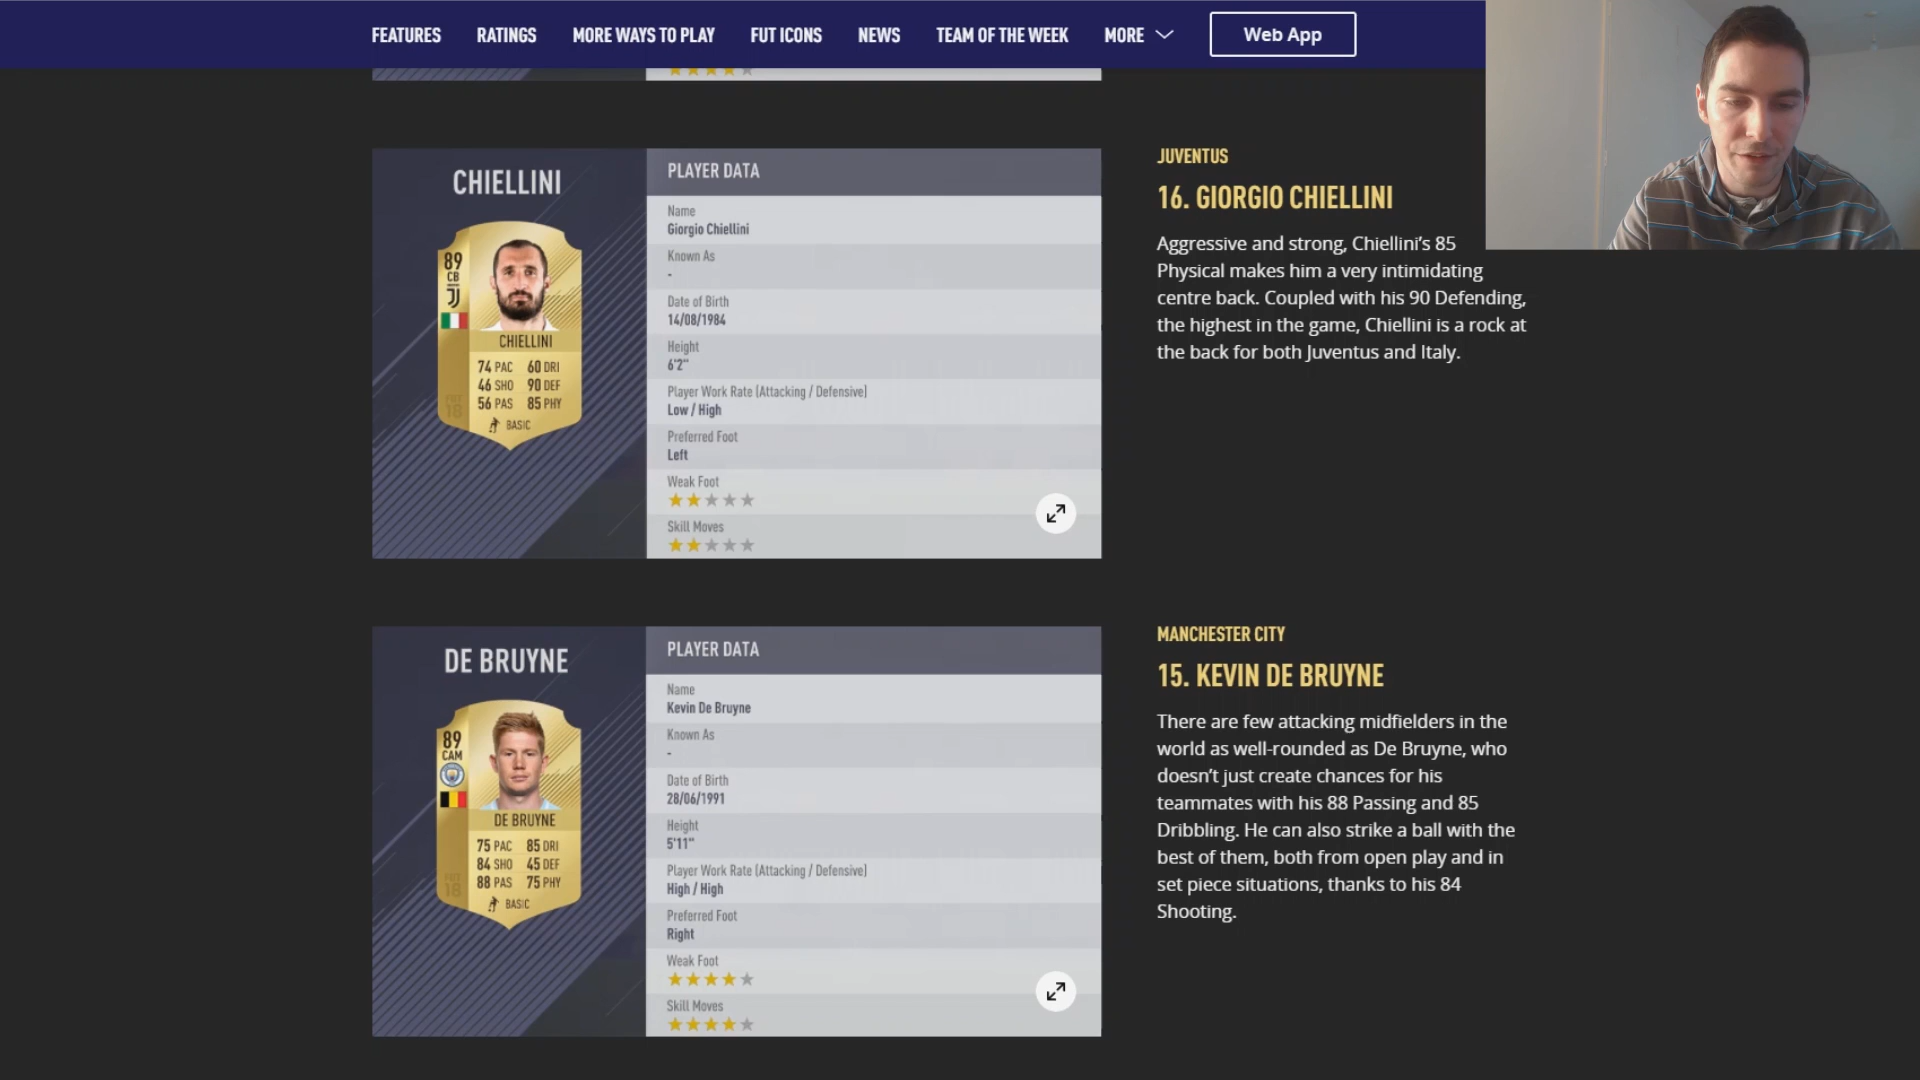 FEATURES RATINGS MORE WAYS TO PLAY FUT ICONS NEWS TEAM OF THE WEEK MORE Web App
CHIELLINI
89
CB
CHIELLINI
74 PAC 60 DRI
46 SHO 90 DEF
56 PAS 85 PHY
BASIC
FUT
18
PLAYER DATA
Name
Giorgio Chiellini
Known As
-
Date of Birth
14/08/1984
Height
6'2"
Player Work Rate (Attacking / Defensive)
Low / High
Preferred Foot
Left
Weak Foot
Skill Moves
JUVENTUS
16. GIORGIO CHIELLINI
Aggressive and strong, Chiellini’s 85
Physical makes him a very intimidating
centre back. Coupled with his 90 Defending,
the highest in the game, Chiellini is a rock at
the back for both Juventus and Italy.
DE BRUYNE
89
CAM
DE BRUYNE
75 PAC 85 DRI
84 SHO 45 DEF
88 PAS 75 PHY
BASIC
FUT
18
PLAYER DATA
Name
Kevin De Bruyne
Known As
-
Date of Birth
28/06/1991
Height
5'11"
Player Work Rate (Attacking / Defensive)
High / High
Preferred Foot
Right
Weak Foot
Skill Moves
MANCHESTER CITY
15. KEVIN DE BRUYNE
There are few attacking midfielders in the
world as well-rounded as De Bruyne, who
doesn’t just create chances for his
teammates with his 88 Passing and 85
Dribbling. He can also strike a ball with the
best of them, both from open play and in
set piece situations, thanks to his 84
Shooting.